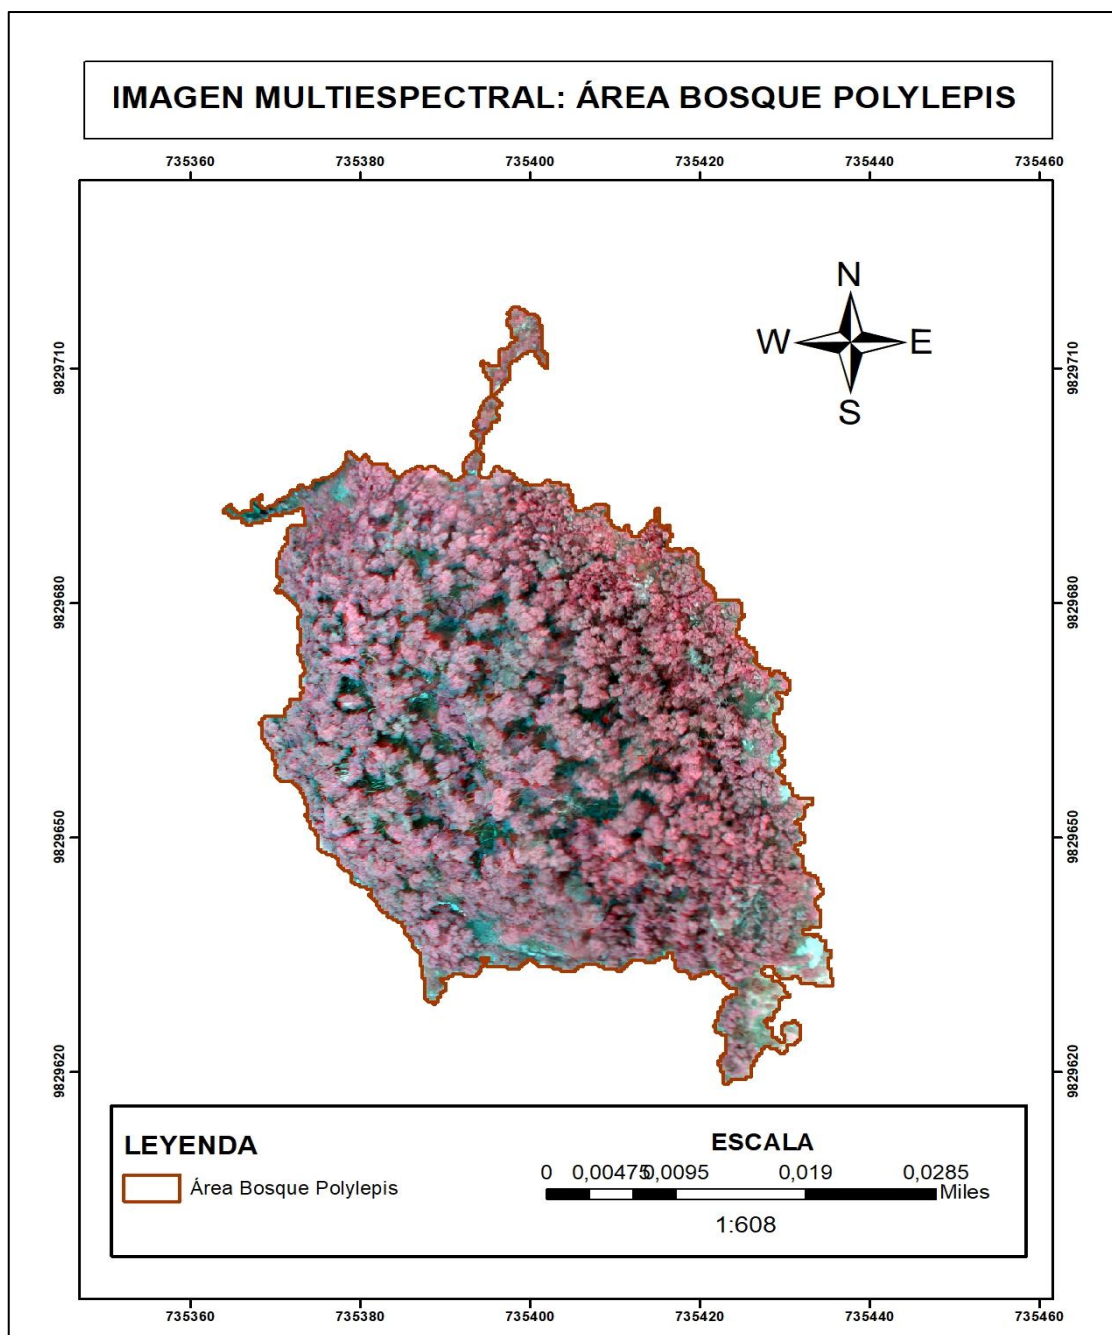 IMAGEN MULTIESPECTRAL: ÁREA BOSQUE POLYLEPIS
735360 735380 735400 735420 735440 735460
N
W E
S
9829710 9829710
9829680 9829680
9829650 9829650
9829620 9829620
LEYENDA
Área Bosque Polylepis
ESCALA
0 0,00475 0,0095 0,019 0,0285
Miles
1:608
735360 735380 735400 735420 735440 735460